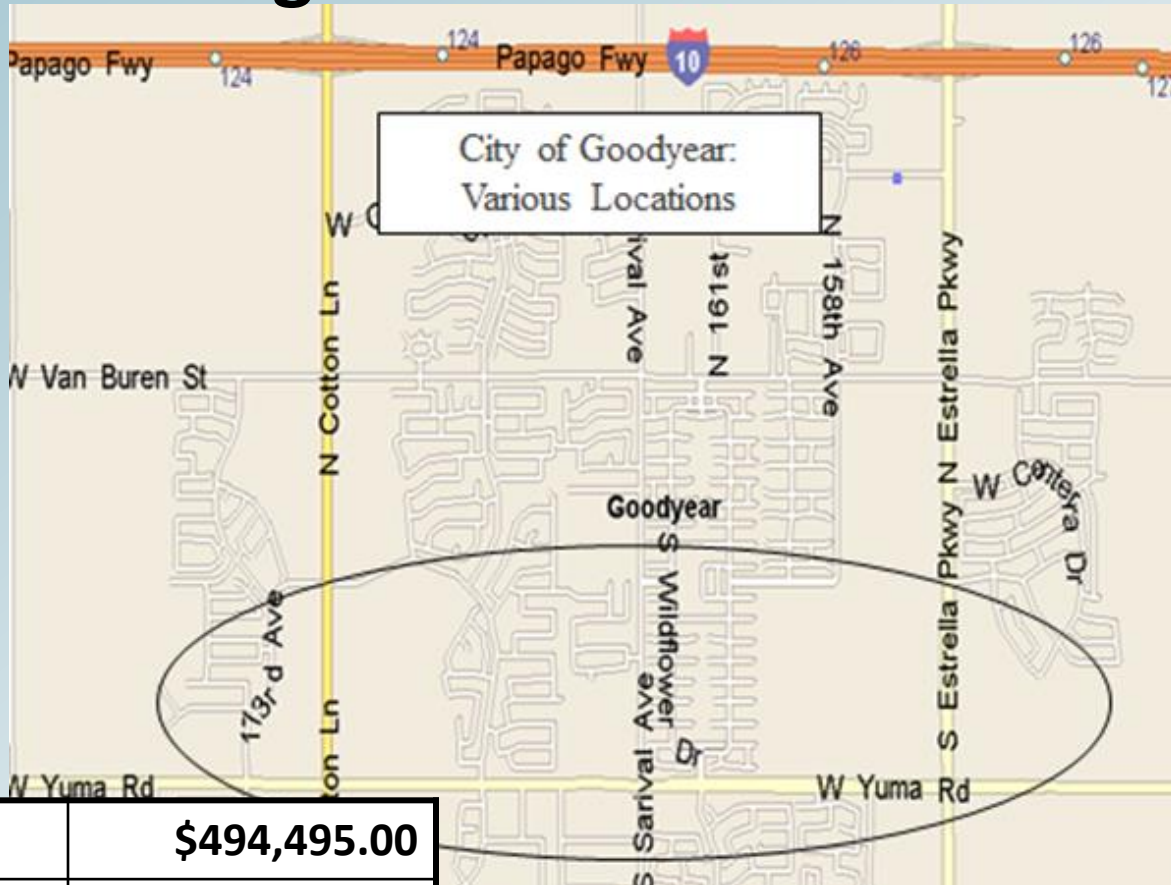 g
124
Papago Fwy
10
126
126
Papago Fwy
124
127
City of Goodyear:
Various Locations
W
N 161st
N 158th Ave
Ave
N Cotton Ln
N Estrella Pkwy
W Van Buren St
W Canterra Dr
Goodyear
S Wildflower Dr
S Estrella Pkwy
173rd Ave
S Sarival Ave
W Yuma Rd
W Yuma Rd
S
$494,495.00